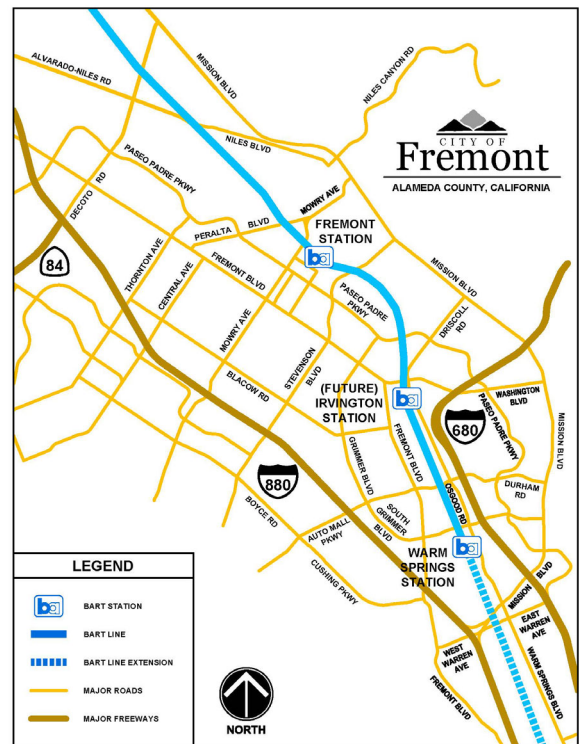 ALVARADO-NILES RD
MISSION BLVD
NILES CANYON RD
NILES BLVD
CITY OF
Fremont
ALAMEDA COUNTY, CALIFORNIA
PASEO PADRE PKWY
DECOTO RD
MOWRY AVE
PERALTA BLVD
FREMONT
STATION
ba
84
THORNTON AVE
CENTRAL AVE
FREMONT BLVD
MISSION BLVD
PASEO PADRE
PKWY
DRISCOLL
RD
MOWRY AVE
STEVENSON
BLVD
BLACOW RD
(FUTURE)
IRVINGTON
STATION
ba
WASHINGTON
BLVD
680
PASEO PADRE PKWY
MISSION BLVD
FREMONT BLVD
GRIMMER BLVD
880
BOYCE RD
OSGOOD RD
DURHAM
RD
SOUTH
GRIMMER
BLVD
AUTO MALL
PKWY
CUSHING PKWY
WARM
SPRINGS
STATION
ba
MISSION BLVD
EAST
WARREN
AVE
WEST
WARREN
AVE
WARM SPRINGS BLVD
FREMONT BLVD
LEGEND
ba
BART STATION
BART LINE
BART LINE EXTENSION
MAJOR ROADS
MAJOR FREEWAYS
NORTH